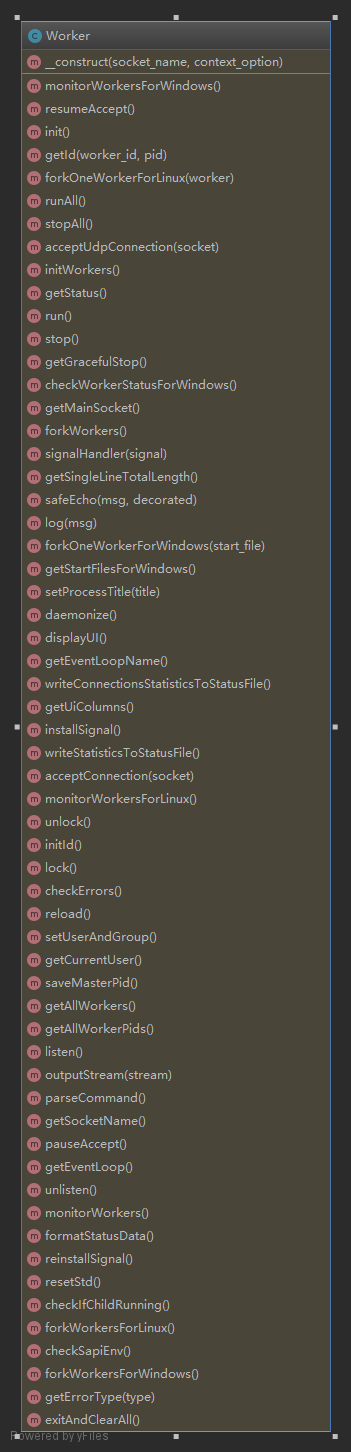 Worker
__construct(socket_name, context_option)
monitorWorkersForWindows()
resumeAccept()
init()
getId(worker_id, pid)
forkOneWorkerForLinux(worker)
runAll()
stopAll()
acceptUdpConnection(socket)
initWorkers()
getStatus()
run()
stop()
getGracefulStop()
checkWorkerStatusForWindows()
getMainSocket()
forkWorkers()
signalHandler(signal)
getSingleLineTotalLength()
safeEcho(msg, decorated)
log(msg)
forkOneWorkerForWindows(start_file)
getStartFilesForWindows()
setProcessTitle(title)
daemonize()
displayUI()
getEventLoopName()
writeConnectionsStatisticsToStatusFile()
getUiColumns()
installSignal()
writeStatisticsToStatusFile()
acceptConnection(socket)
monitorWorkersForLinux()
unlock()
initId()
lock()
checkErrors()
reload()
setUserAndGroup()
getCurrentUser()
saveMasterPid()
getAllWorkers()
getAllWorkerPids()
listen()
outputStream(stream)
parseCommand()
getSocketName()
pauseAccept()
getEventLoop()
unlisten()
monitorWorkers()
formatStatusData()
reinstallSignal()
resetStd()
checkIfChildRunning()
forkWorkersForLinux()
checkSapiEnv()
forkWorkersForWindows()
getErrorType(type)
exitAndClearAll()
Powered by yFiles